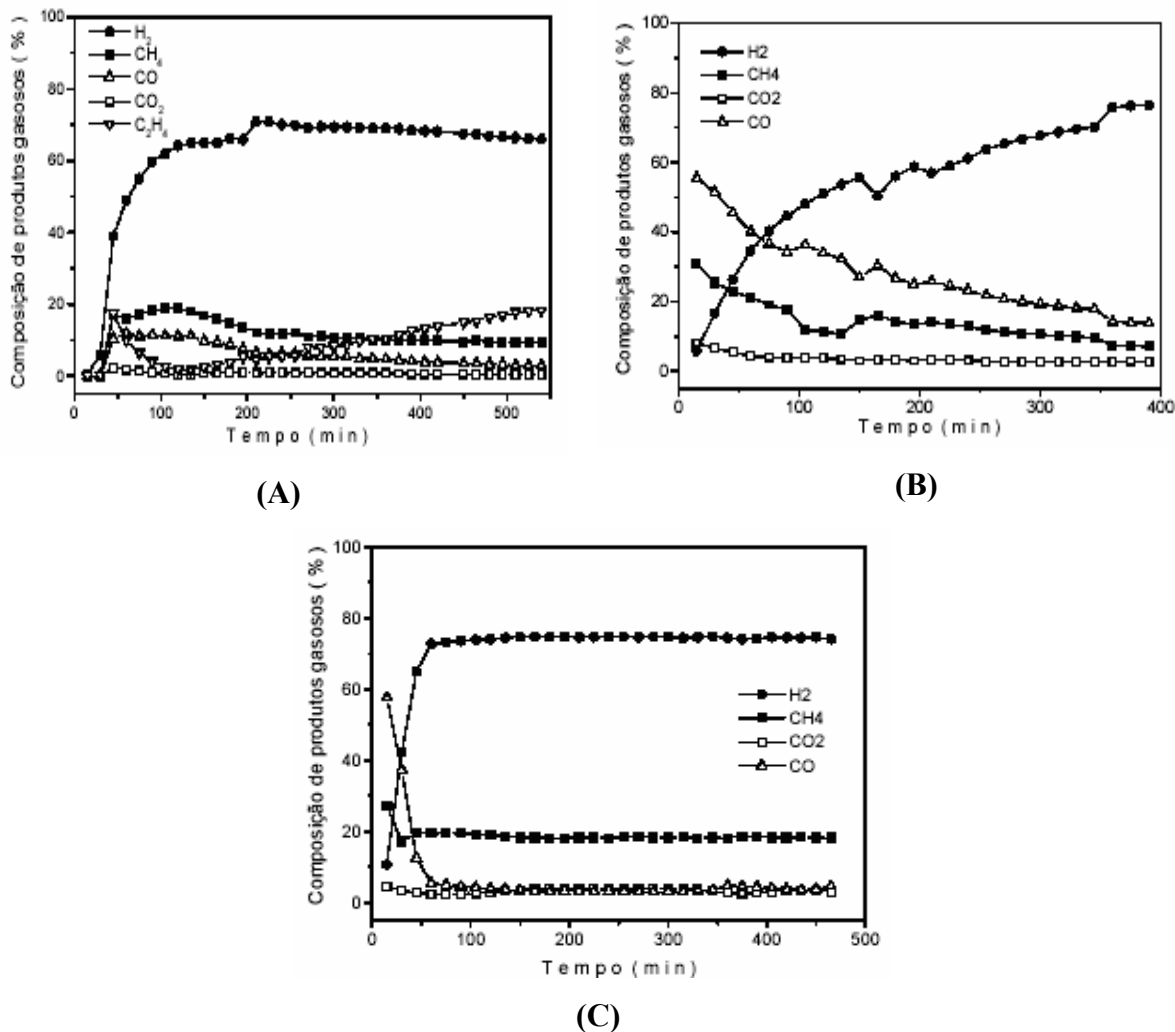 Composição de produtos gasosos ( % )
100
80
60
40
20
0
H2
CH4
CO
CO2
C2H4
0 100 200 300 400 500
Tempo (min)
(A)
Composição de produtos gasosos ( % )
100
80
60
40
20
0
H2
CH4
CO2
CO
0 100 200 300 400
Tempo (min)
(B)
Composição de produtos gasosos ( % )
100
80
60
40
20
0
H2
CH4
CO2
CO
0 100 200 300 400 500
Tempo (min)
(C)